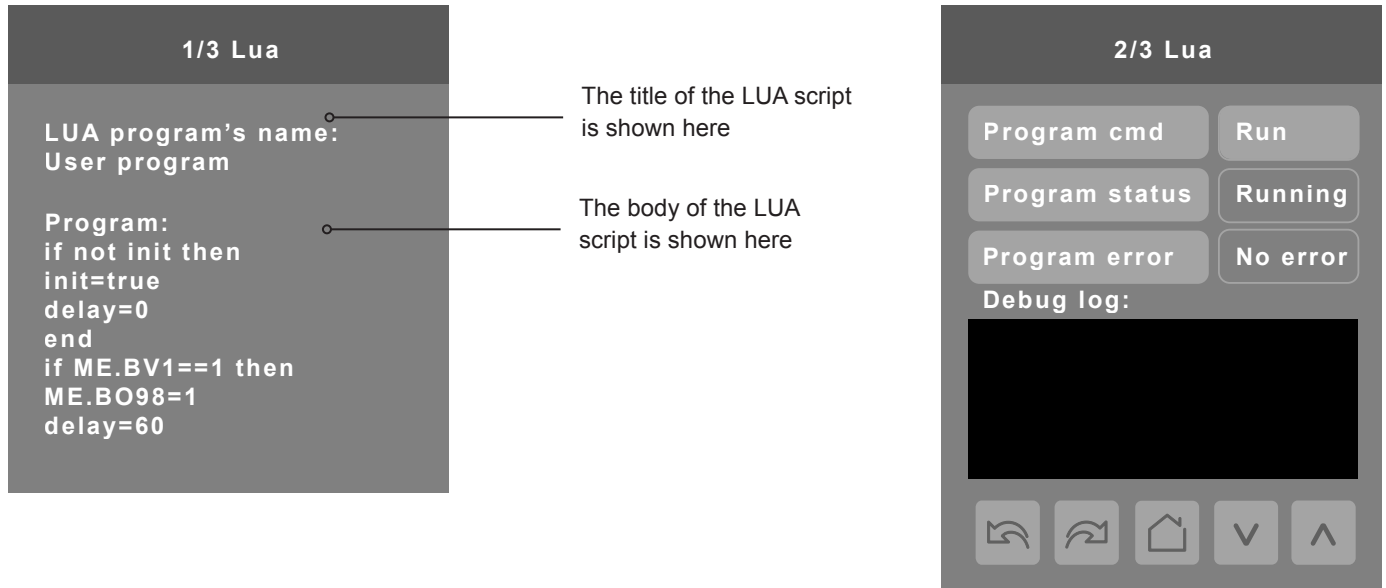 1/3 Lua
LUA program’s name:
User program
Program:
if not init then
init=true
delay=0
end
if ME.BV1==1 then
ME.BO98=1
delay=60
The title of the LUA script
is shown here
The body of the LUA
script is shown here
2/3 Lua
Program cmd Run
Program status Running
Program error No error
Debug log: